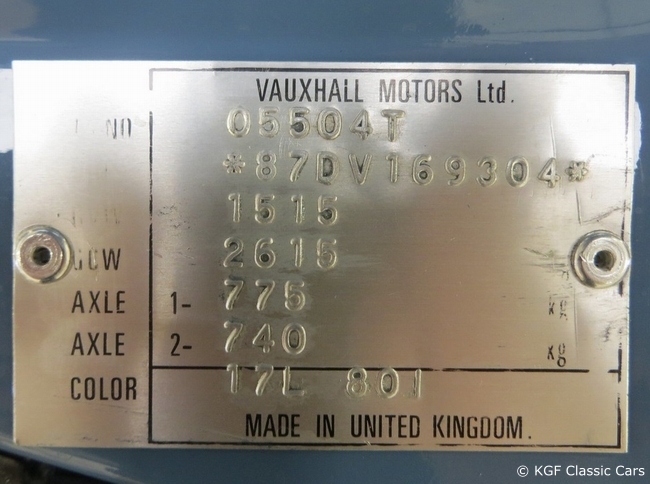 VAUXHALL MOTORS Ltd.
NO 05504T
*87DV169304*
1515
GCW 2615
AXLE 1- 775 kg
AXLE 2- 740 kg
COLOR 17L 80J
MADE IN UNITED KINGDOM.
© KGF Classic Cars